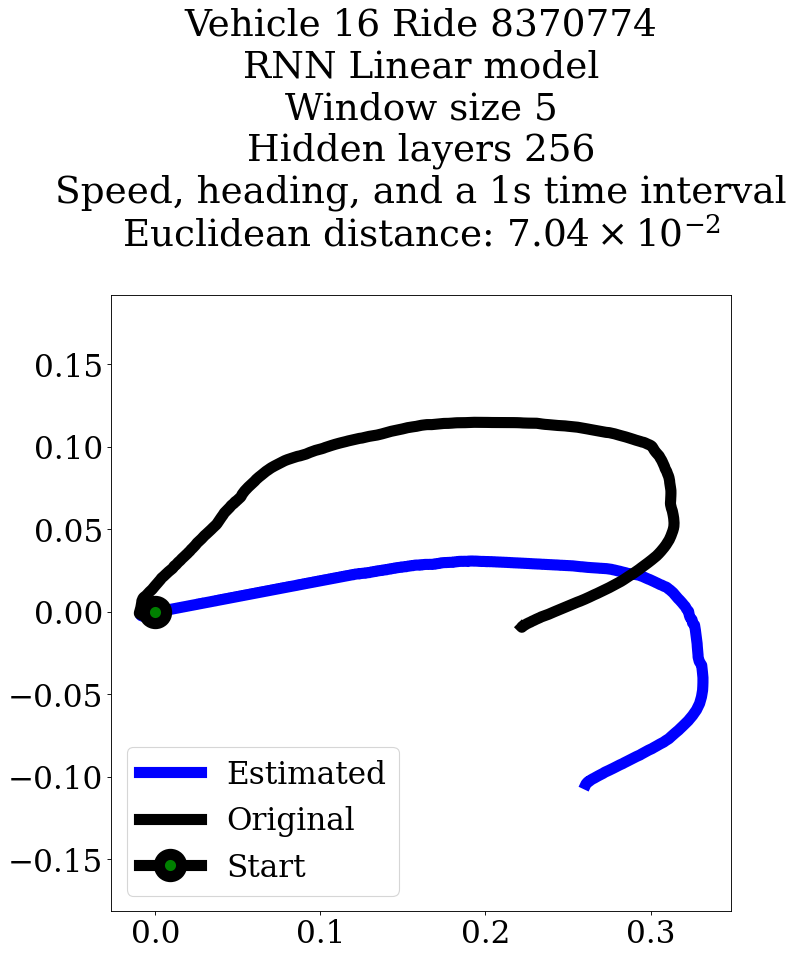 Vehicle 16 Ride 8370774
RNN Linear model
Window size 5
Hidden layers 256
Speed, heading, and a 1s time interval
Euclidean distance: 7.04 × 10⁻²
0.15
0.10
0.05
0.00
−0.05
−0.10
−0.15
Estimated
Original
Start
0.0 0.1 0.2 0.3